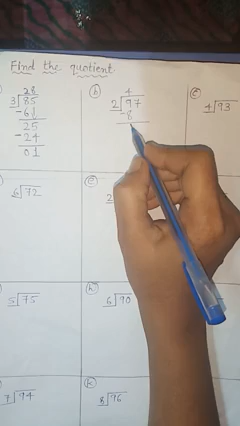 Find the quotient.
28
3)85
-6↓
25
-24
01
(b) 4
2)97
-8
(c)
4)93
6)72
(e)
2
5)75
(h)
6)90
7)94
(k)
8)96